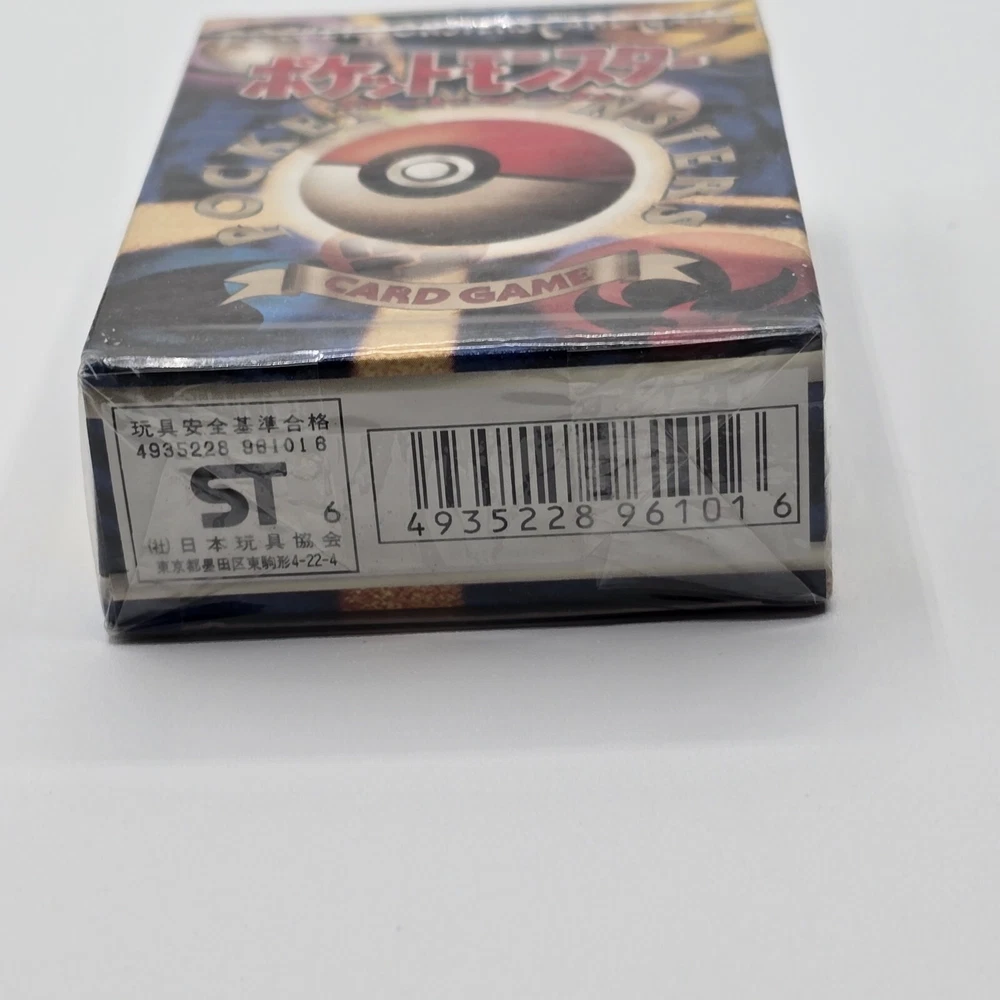 ポケットモンスター
POCKET MONSTERS
CARD GAME
玩具安全基準合格
4935228 961016
ST 6
(社)日本玩具協会
東京都墨田区東駒形4-22-4
4935228 961016